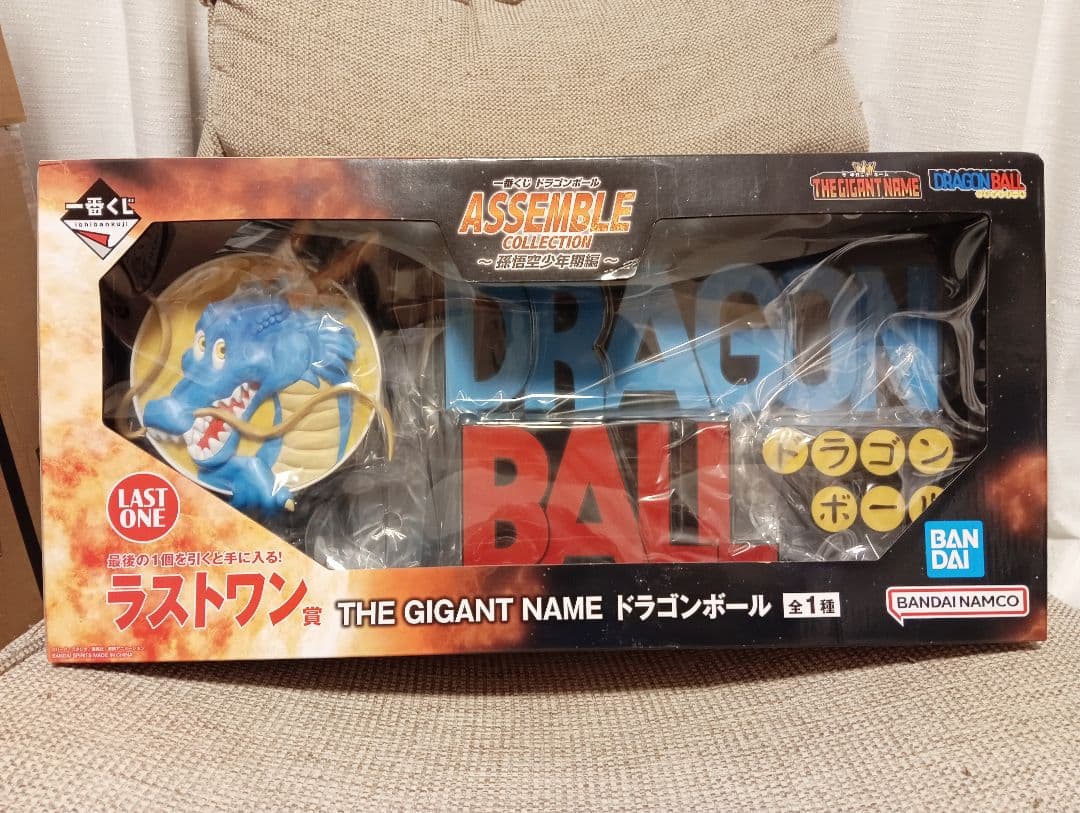 一番くじ
ichibankuji
一番くじ ドラゴンボール
ASSEMBLE
COLLECTION
～ 孫悟空少年期編 ～
THE GIGANT NAME
DRAGON BALL
DRAGON
BALL
ドラゴン
ボール
LAST
ONE
最後の1個を引くと手に入る!
ラストワン賞
THE GIGANT NAME ドラゴンボール 全1種
BAN
DAI
BANDAI NAMCO
BANDAI SPIRITS MADE IN CHINA